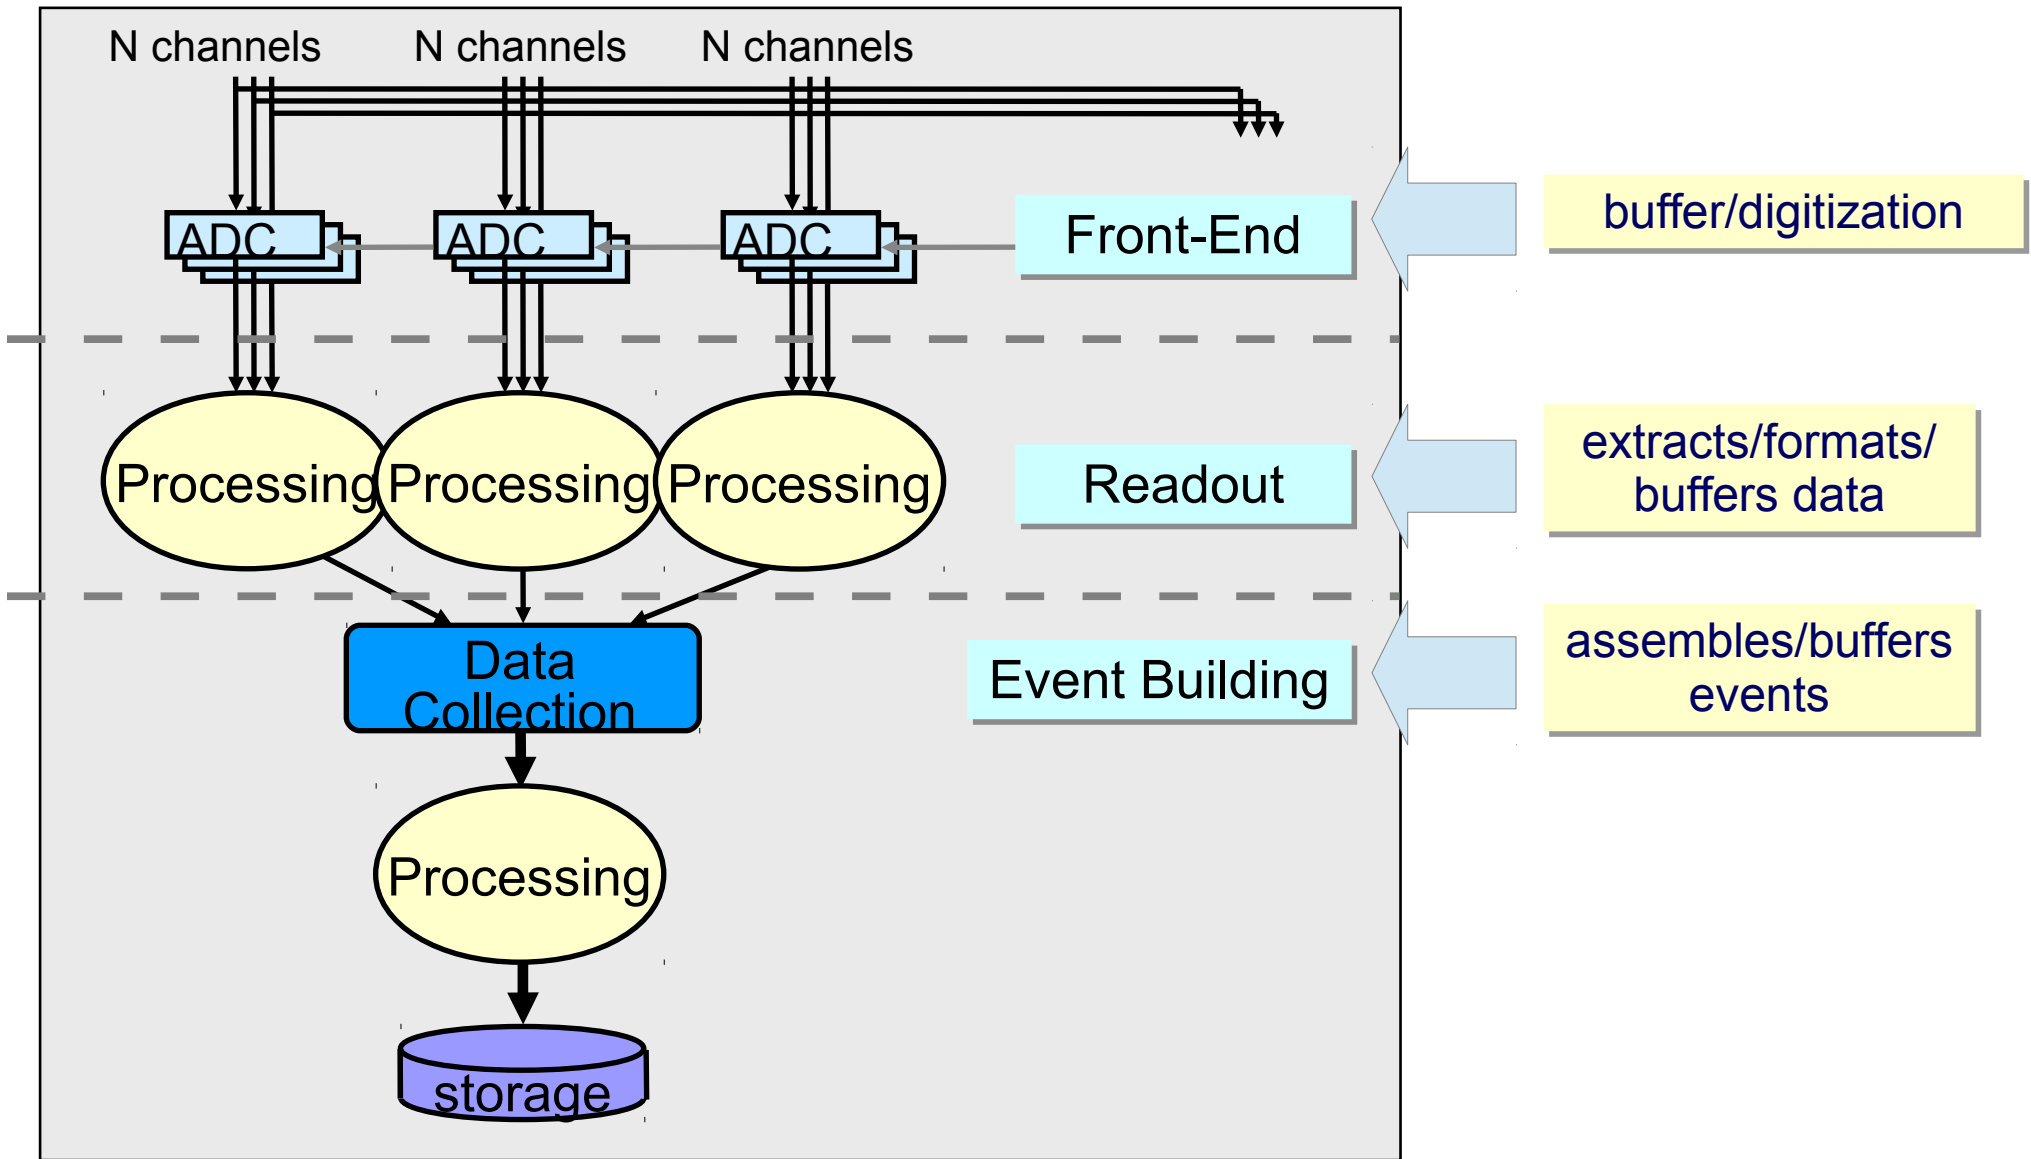 N channels
N channels
N channels
ADC
ADC
ADC
Front-End
buffer/digitization
Processing
Processing
Processing
Readout
extracts/formats/
buffers data
Data
Collection
Event Building
assembles/buffers
events
Processing
storage